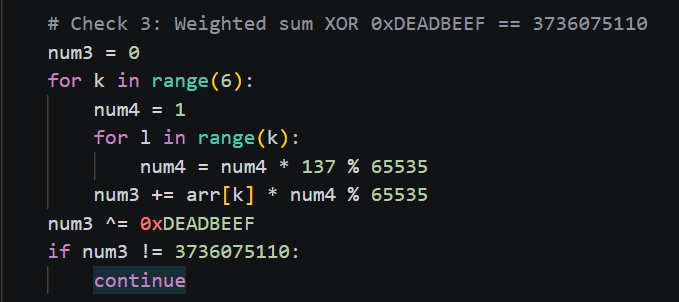 # Check 3: Weighted sum XOR 0xDEADBEEF == 3736075110
num3 = 0
for k in range(6):
    num4 = 1
    for l in range(k):
        num4 = num4 * 137 % 65535
    num3 += arr[k] * num4 % 65535
num3 ^= 0xDEADBEEF
if num3 != 3736075110:
    continue